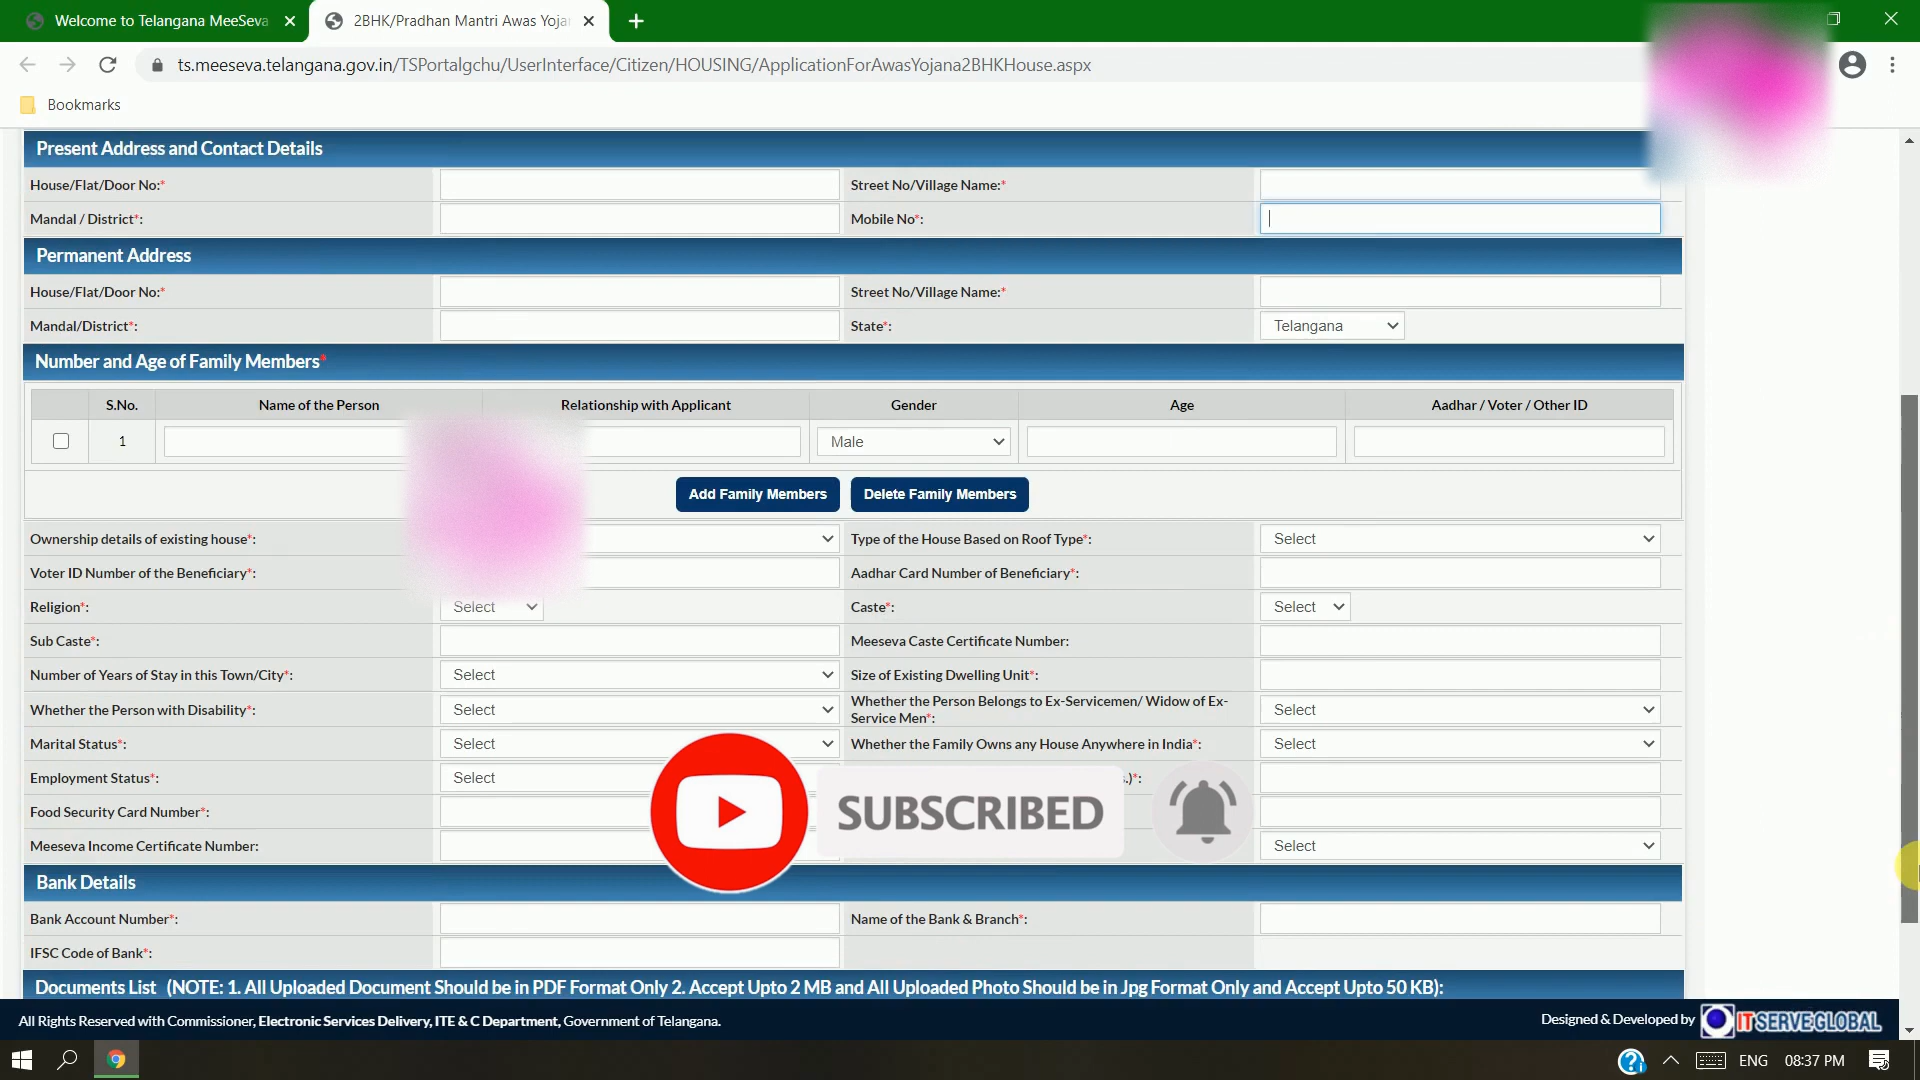 Welcome to Telangana MeeSeva
2BHK/Pradhan Mantri Awas Yoja
ts.meeseva.telangana.gov.in/TSPortalgchu/UserInterface/Citizen/HOUSING/ApplicationForAwasYojana2BHKHouse.aspx
Bookmarks
Present Address and Contact Details
House/Flat/Door No:*
Street No/Village Name:*
Mandal / District*:
Mobile No*:
Permanent Address
House/Flat/Door No:*
Street No/Village Name:*
Mandal/District*:
State*:
Telangana
Number and Age of Family Members*
S.No.
Name of the Person
Relationship with Applicant
Gender
Age
Aadhar / Voter / Other ID
1
Male
Add Family Members
Delete Family Members
Ownership details of existing house*:
Type of the House Based on Roof Type*:
Select
Voter ID Number of the Beneficiary*:
Aadhar Card Number of Beneficiary*:
Religion*:
Select
Caste*:
Select
Sub Caste*:
Meeseva Caste Certificate Number:
Number of Years of Stay in this Town/City*:
Select
Size of Existing Dwelling Unit*:
Whether the Person with Disability*:
Select
Whether the Person Belongs to Ex-Servicemen/ Widow of Ex-
Service Men*:
Select
Marital Status*:
Select
Whether the Family Owns any House Anywhere in India*:
Select
Employment Status*:
Select
.)*:
Food Security Card Number*:
SUBSCRIBED
Meeseva Income Certificate Number:
Select
Bank Details
Bank Account Number*:
Name of the Bank & Branch*:
IFSC Code of Bank*:
Documents List (NOTE: 1. All Uploaded Document Should be in PDF Format Only 2. Accept Upto 2 MB and All Uploaded Photo Should be in Jpg Format Only and Accept Upto 50 KB):
All Rights Reserved with Commissioner, Electronic Services Delivery, ITE & C Department, Government of Telangana.
Designed & Developed by
ITSERVEGLOBAL
ENG
08:37 PM